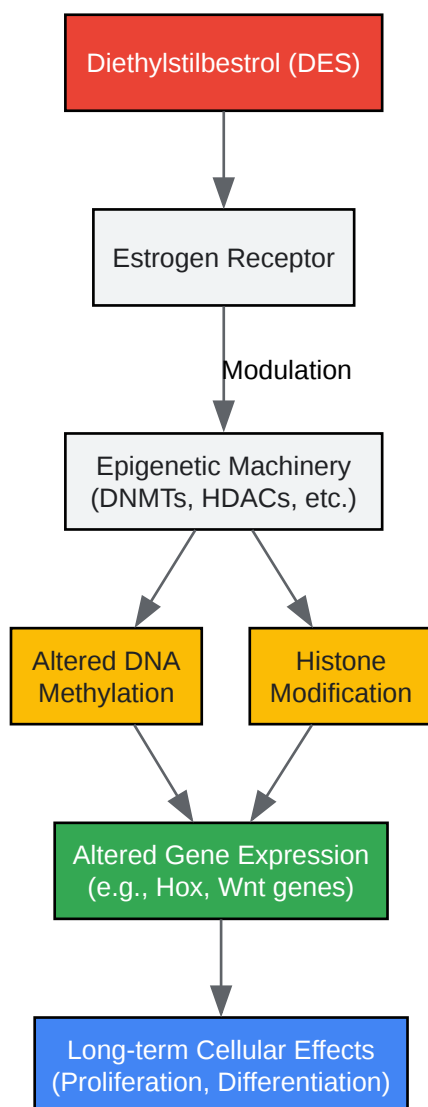 Diethylstilbestrol (DES)
Estrogen Receptor
Modulation
Epigenetic Machinery
(DNMTs, HDACs, etc.)
Altered DNA
Methylation
Histone
Modification
Altered Gene Expression
(e.g., Hox, Wnt genes)
Long-term Cellular Effects
(Proliferation, Differentiation)